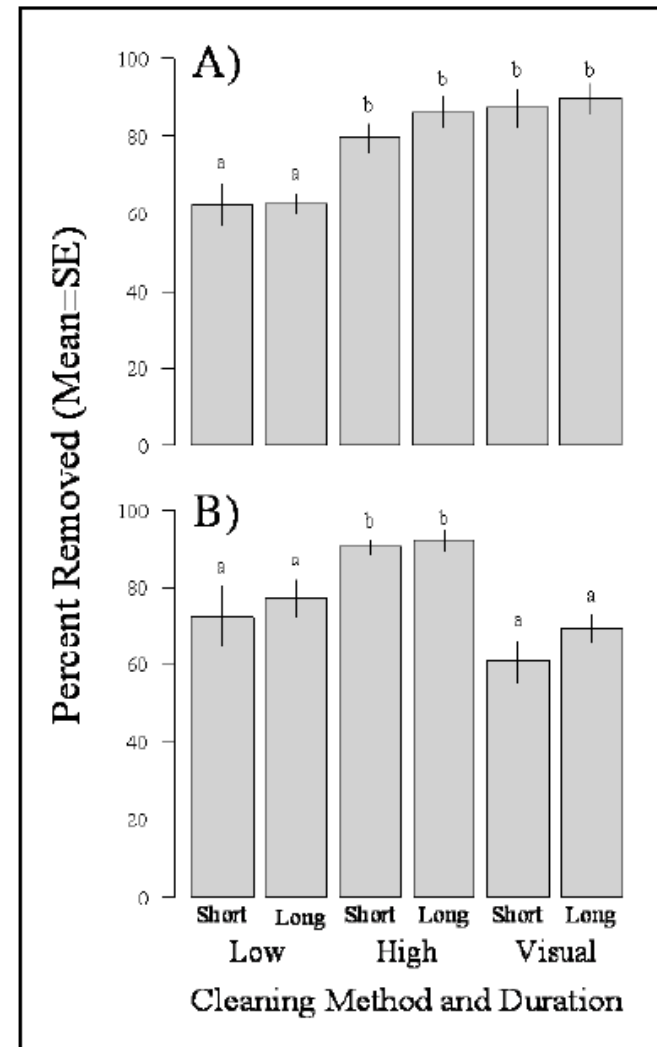 Percent Removed (Mean=SE)
A)
100
80
60
40
20
0
a
a
b
b
b
b
B)
100
80
60
40
20
0
a
a
b
b
a
a
Short Long Short Long Short Long
Low High Visual
Cleaning Method and Duration